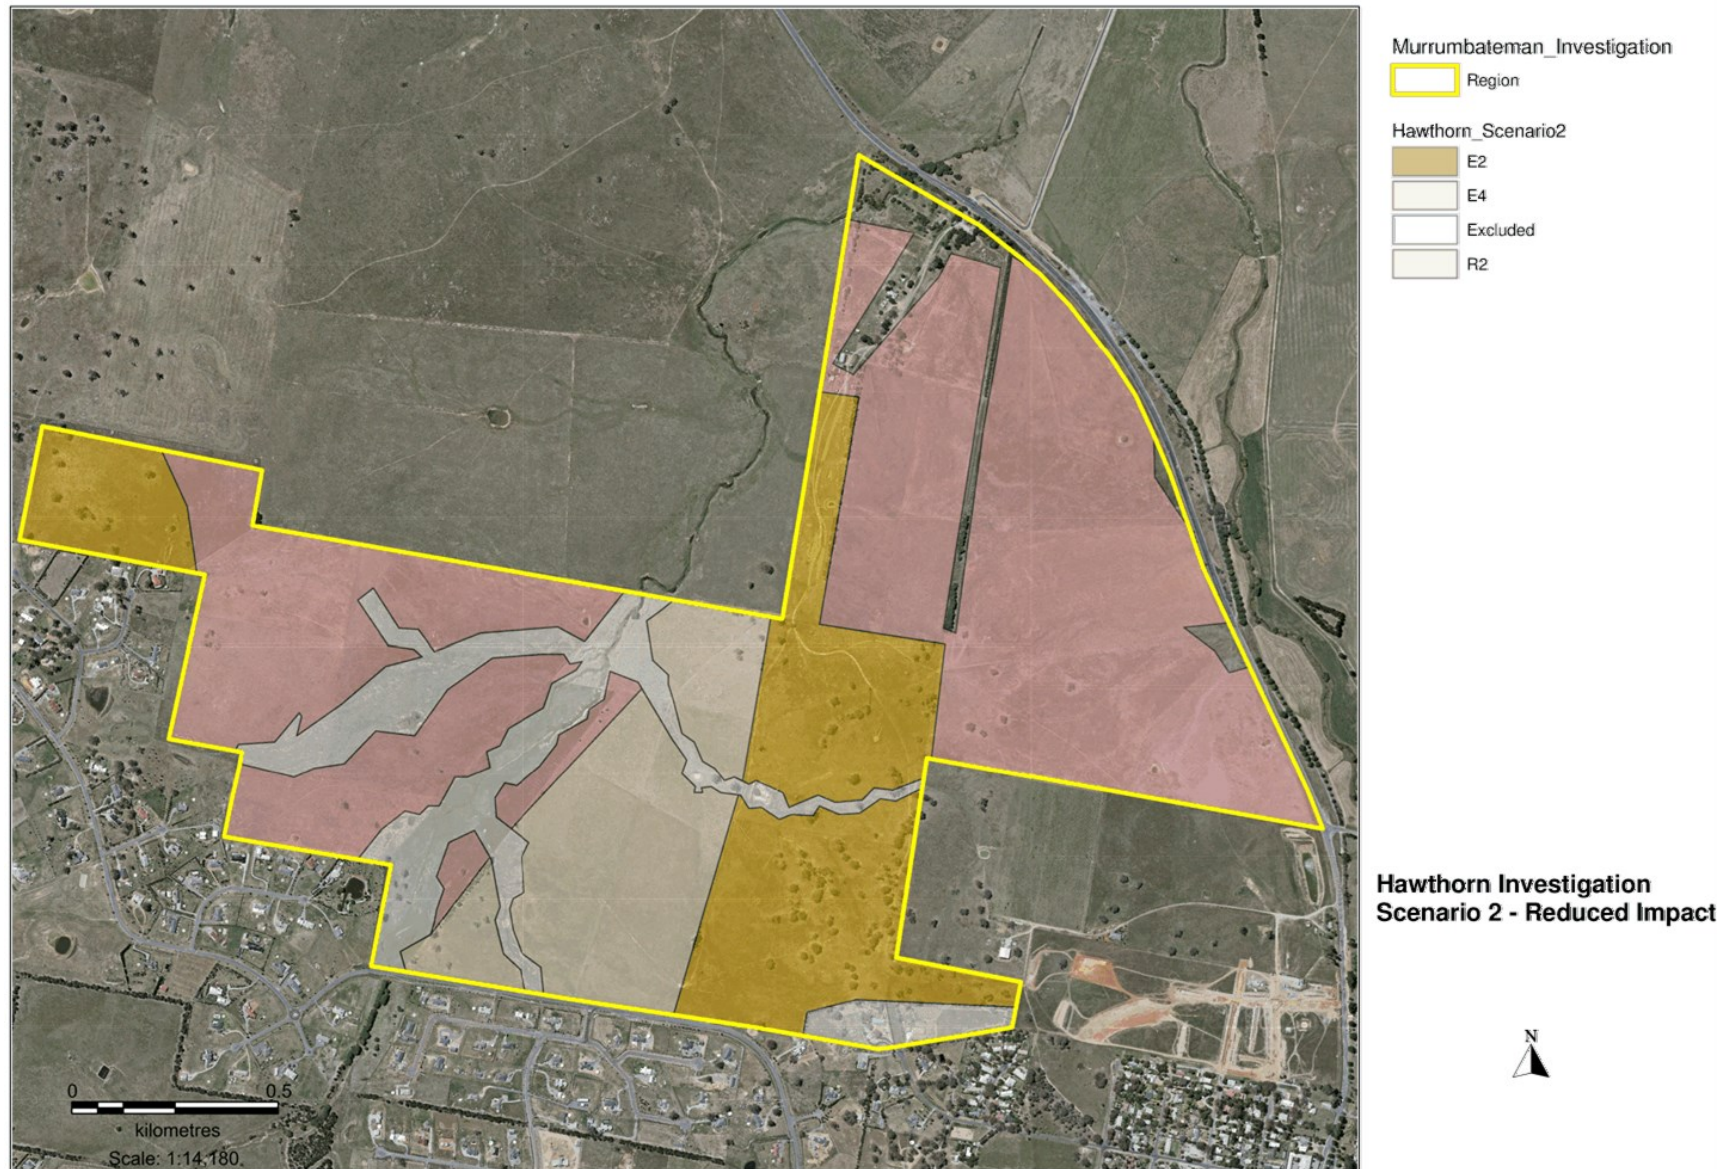 Murrumbateman_Investigation
Region
Hawthorn_Scenario2
E2
E4
Excluded
R2
Hawthorn Investigation
Scenario 2 - Reduced Impact
N
0 0.5
kilometres
Scale: 1:14,180